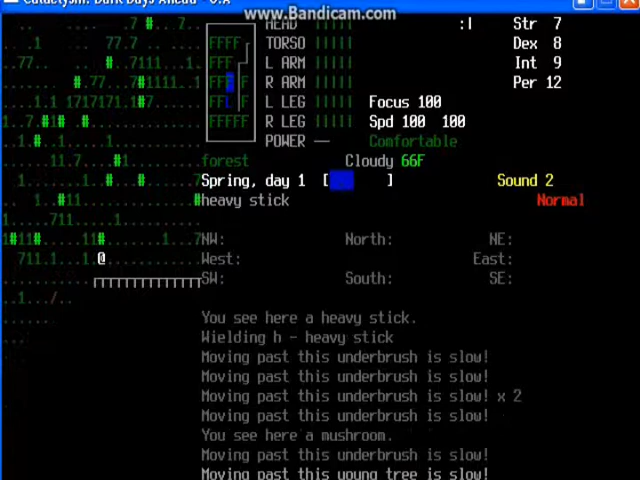 Cataclysm: Dark Days Ahead - 0.A
www.Bandicam.com
HEAD :| Str 7
TORSO Dex 8
L ARM Int 9
R ARM Per 12
L LEG Focus 100
R LEG Spd 100 100
POWER — Comfortable
forest Cloudy 66F
Spring, day 1 [ ] Sound 2
heavy stick Normal
NW: North: NE:
West: East:
SW: South: SE:
You see here a heavy stick.
Wielding h - heavy stick
Moving past this underbrush is slow!
Moving past this underbrush is slow!
Moving past this underbrush is slow! x 2
Moving past this underbrush is slow!
You see here a mushroom.
Moving past this underbrush is slow!
Moving past this young tree is slow!